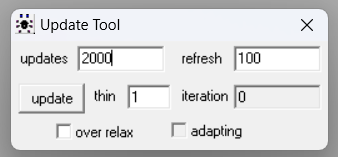 Update Tool
updates 2000 refresh 100
update thin 1 iteration 0
over relax adapting